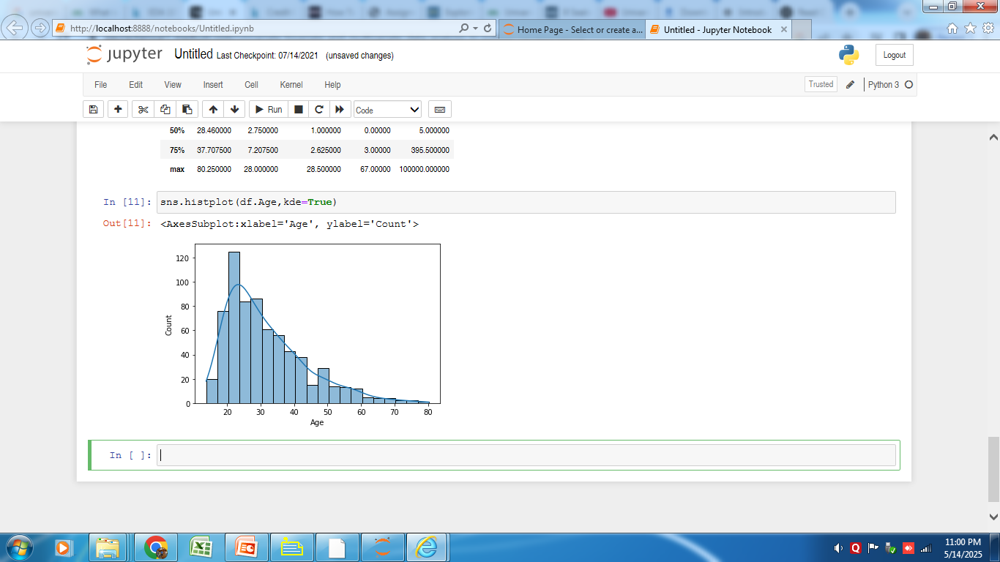 http://localhost:8888/notebooks/Untitled.ipynb
Home Page - Select or create a...
Untitled - Jupyter Notebook
jupyter Untitled Last Checkpoint: 07/14/2021 (unsaved changes)
Logout
File Edit View Insert Cell Kernel Help
Trusted
Python 3
Run
Code
50% 28.460000 2.750000 1.000000 0.00000 5.000000
75% 37.707500 7.207500 2.625000 3.00000 395.500000
max 80.250000 28.000000 28.500000 67.00000 100000.000000
In [11]: sns.histplot(df.Age,kde=True)
Out[11]: <AxesSubplot:xlabel='Age', ylabel='Count'>
120
100
80
60
40
20
0
Count
20 30 40 50 60 70 80
Age
In [ ]:
11:00 PM
5/14/2025